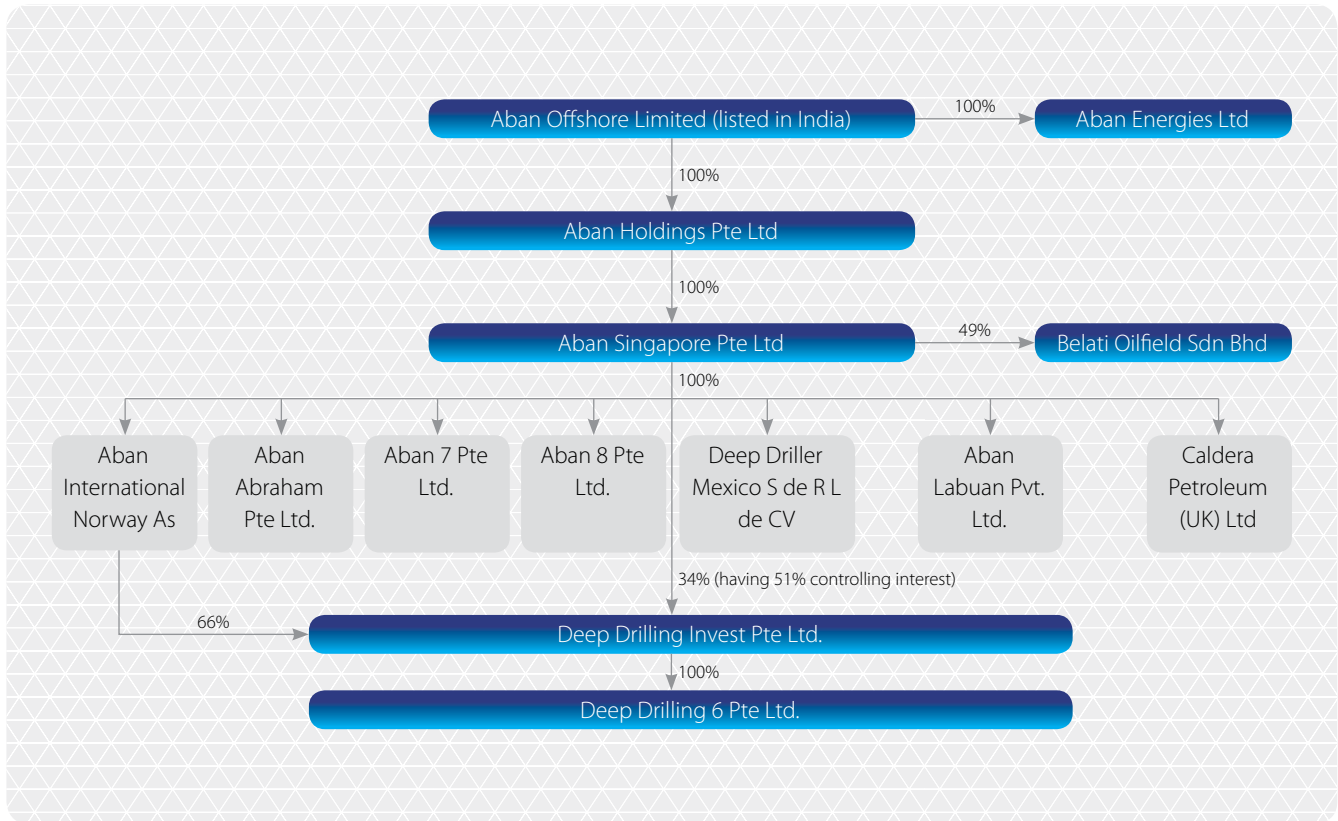 Aban Offshore Limited (listed in India)
100%
Aban Energies Ltd
100%
Aban Holdings Pte Ltd
100%
Aban Singapore Pte Ltd
49%
Belati Oilfield Sdn Bhd
100%
Aban
International
Norway As
Aban
Abraham
Pte Ltd.
Aban 7 Pte
Ltd.
Aban 8 Pte
Ltd.
Deep Driller
Mexico S de R L
de CV
Aban
Labuan Pvt.
Ltd.
Caldera
Petroleum
(UK) Ltd
34% (having 51% controlling interest)
66%
Deep Drilling Invest Pte Ltd.
100%
Deep Drilling 6 Pte Ltd.